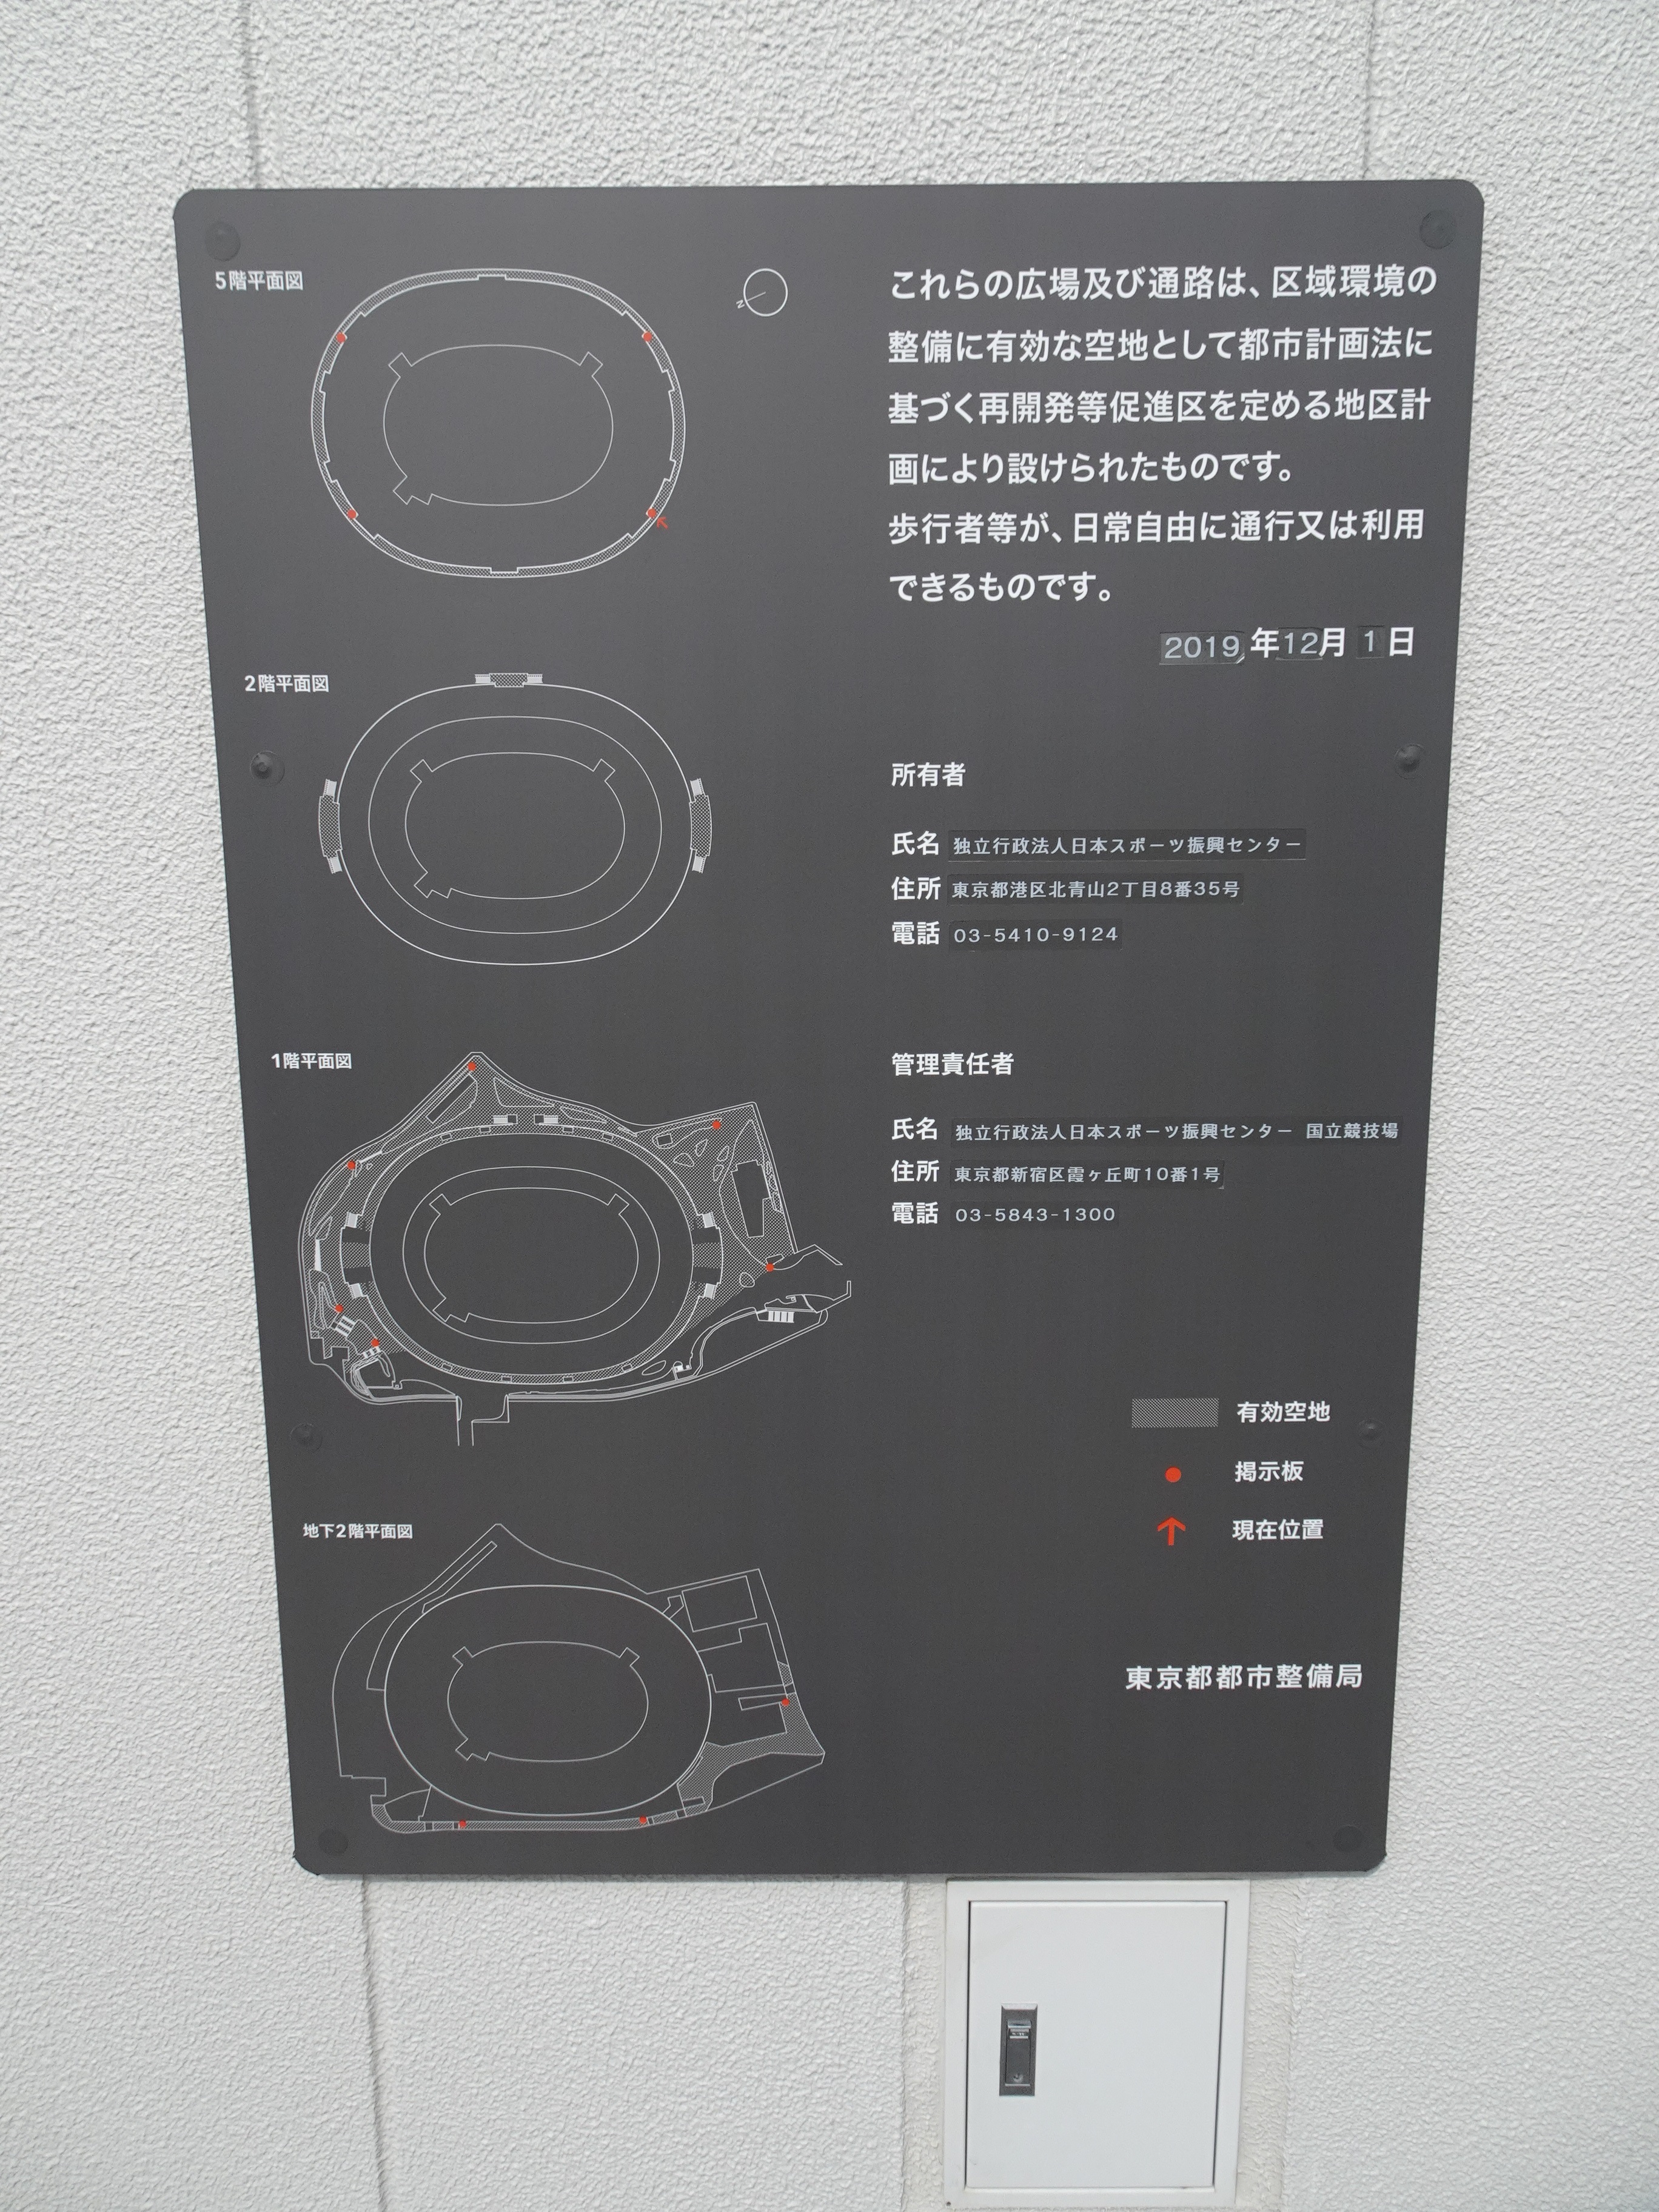 5階平面図
N
これらの広場及び通路は、区域環境の
整備に有効な空地として都市計画法に
基づく再開発等促進区を定める地区計
画により設けられたものです。
歩行者等が、日常自由に通行又は利用
できるものです。
2019 年 12月 1 日
2階平面図
所有者
氏名 独立行政法人日本スポーツ振興センター
住所 東京都港区北青山2丁目8番35号
電話 03-5410-9124
1階平面図
管理責任者
氏名 独立行政法人日本スポーツ振興センター 国立競技場
住所 東京都新宿区霞ヶ丘町10番1号
電話 03-5843-1300
有効空地
掲示板
現在位置
地下2階平面図
東京都都市整備局